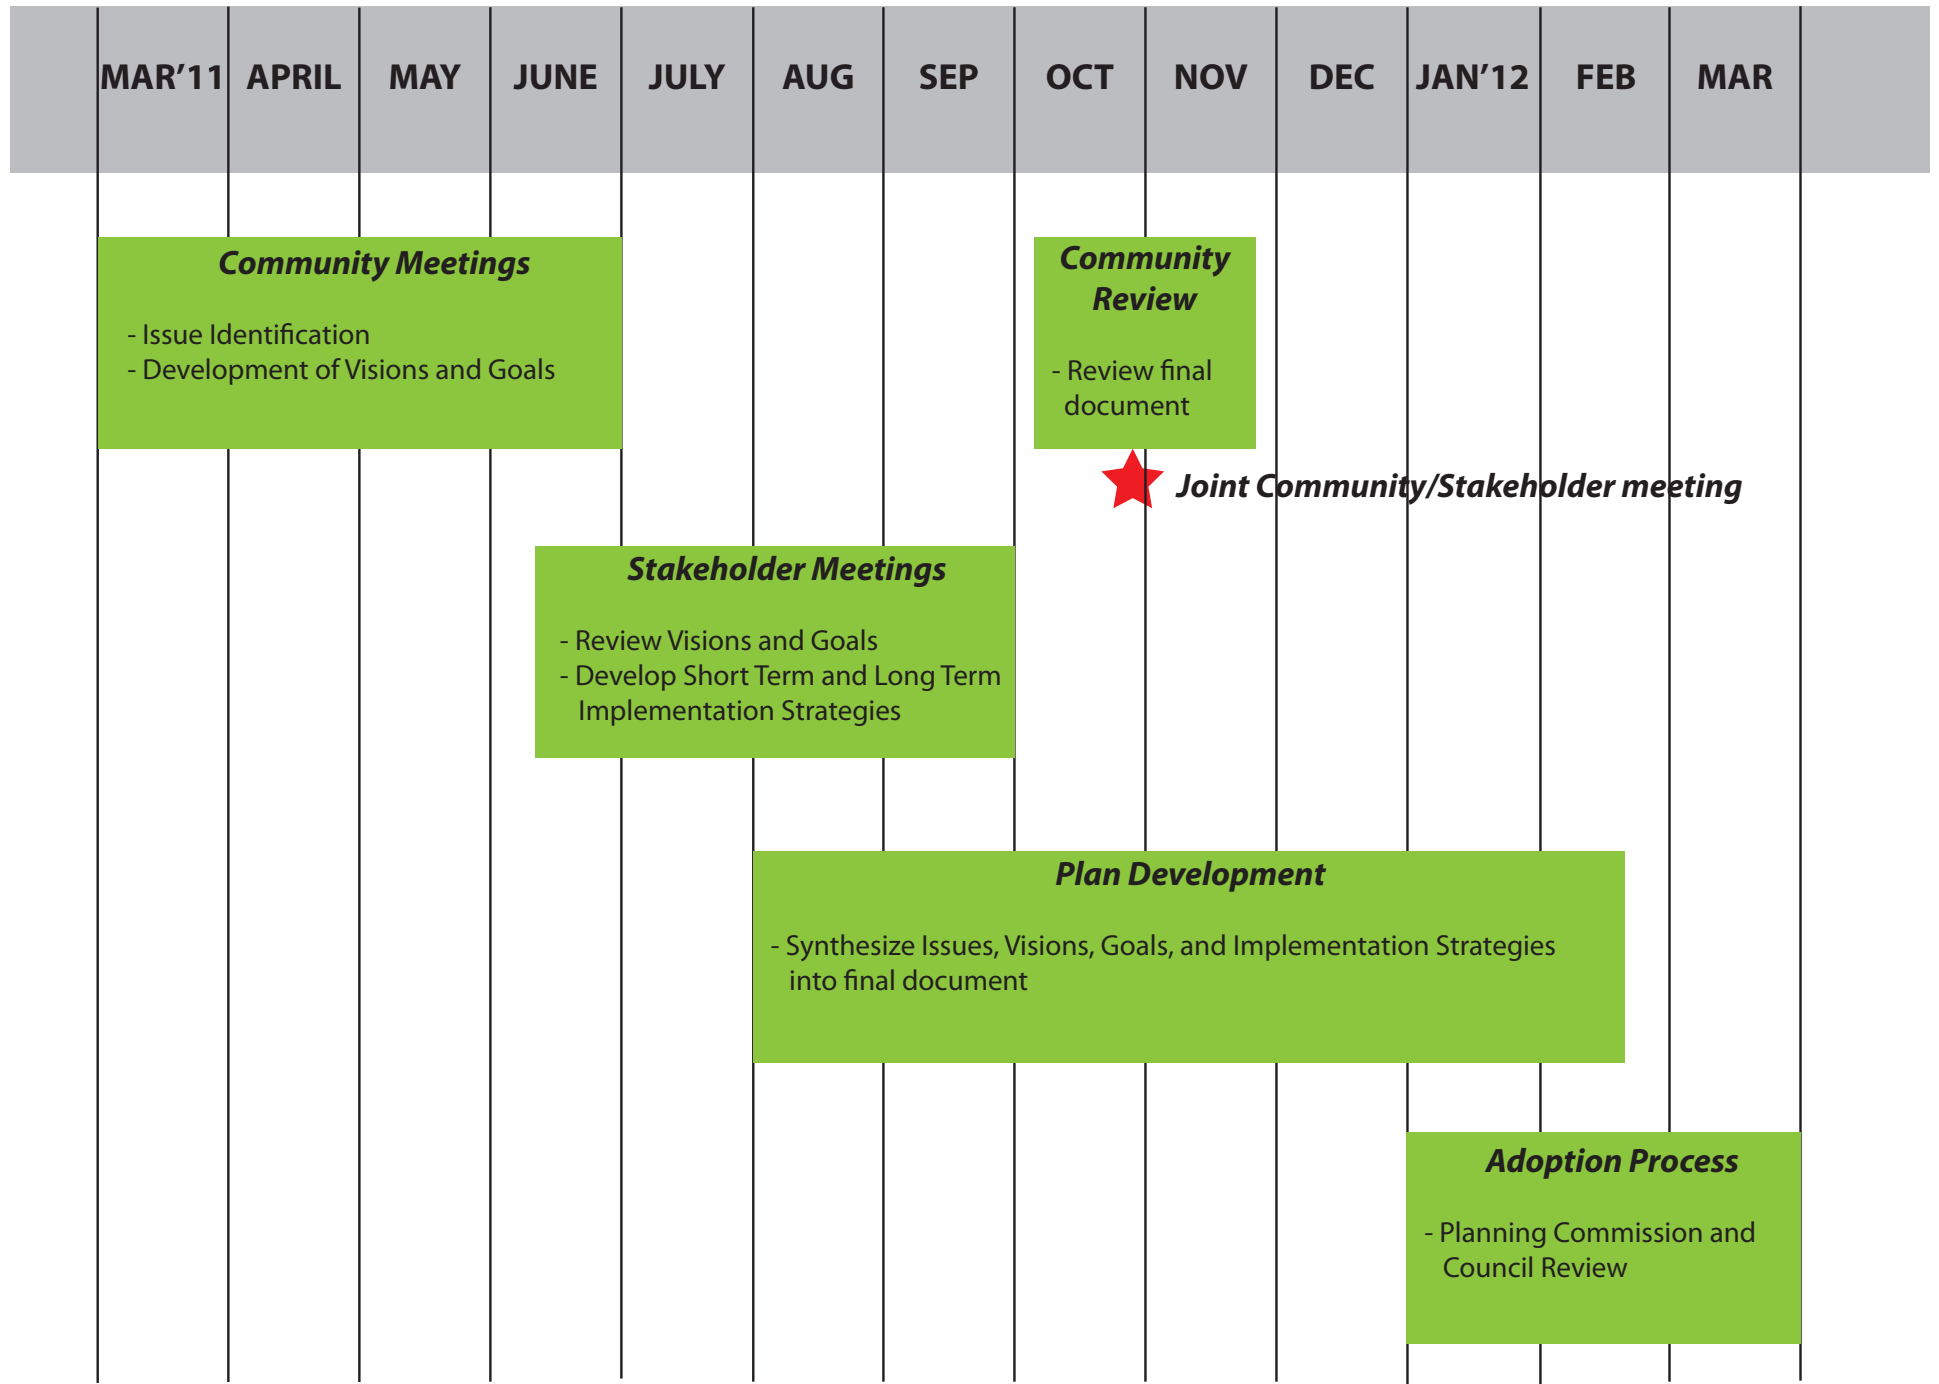 MAR’11 APRIL MAY JUNE JULY AUG SEP OCT NOV DEC JAN’12 FEB MAR
Community Meetings
- Issue Identification
- Development of Visions and Goals
Community
Review
- Review final
document
Joint Community/Stakeholder meeting
Stakeholder Meetings
- Review Visions and Goals
- Develop Short Term and Long Term
Implementation Strategies
Plan Development
- Synthesize Issues, Visions, Goals, and Implementation Strategies
into final document
Adoption Process
- Planning Commission and
Council Review